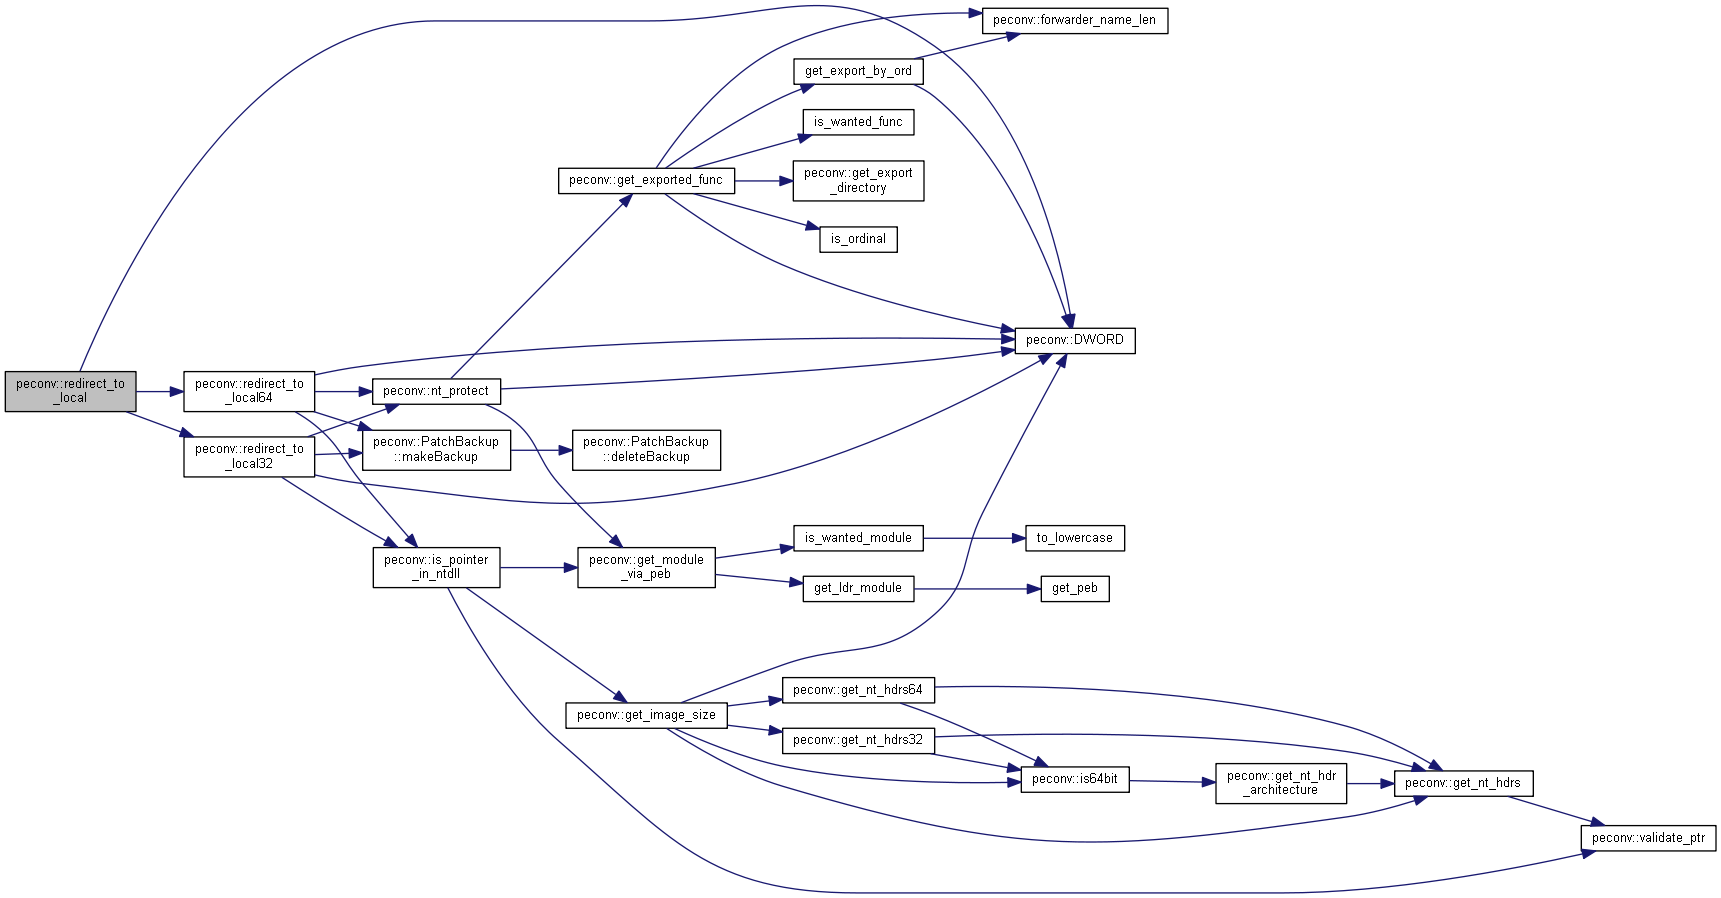 peconv::forwarder_name_len
get_export_by_ord
is_wanted_func
peconv::get_exported_func
peconv::get_export
_directory
is_ordinal
peconv::DWORD
peconv::redirect_to
_local
peconv::redirect_to
_local64
peconv::nt_protect
peconv::redirect_to
_local32
peconv::PatchBackup
::makeBackup
peconv::PatchBackup
::deleteBackup
is_wanted_module
to_lowercase
peconv::is_pointer
_in_ntdll
peconv::get_module
_via_peb
get_ldr_module
get_peb
peconv::get_nt_hdrs64
peconv::get_image_size
peconv::get_nt_hdrs32
peconv::is64bit
peconv::get_nt_hdr
_architecture
peconv::get_nt_hdrs
peconv::validate_ptr